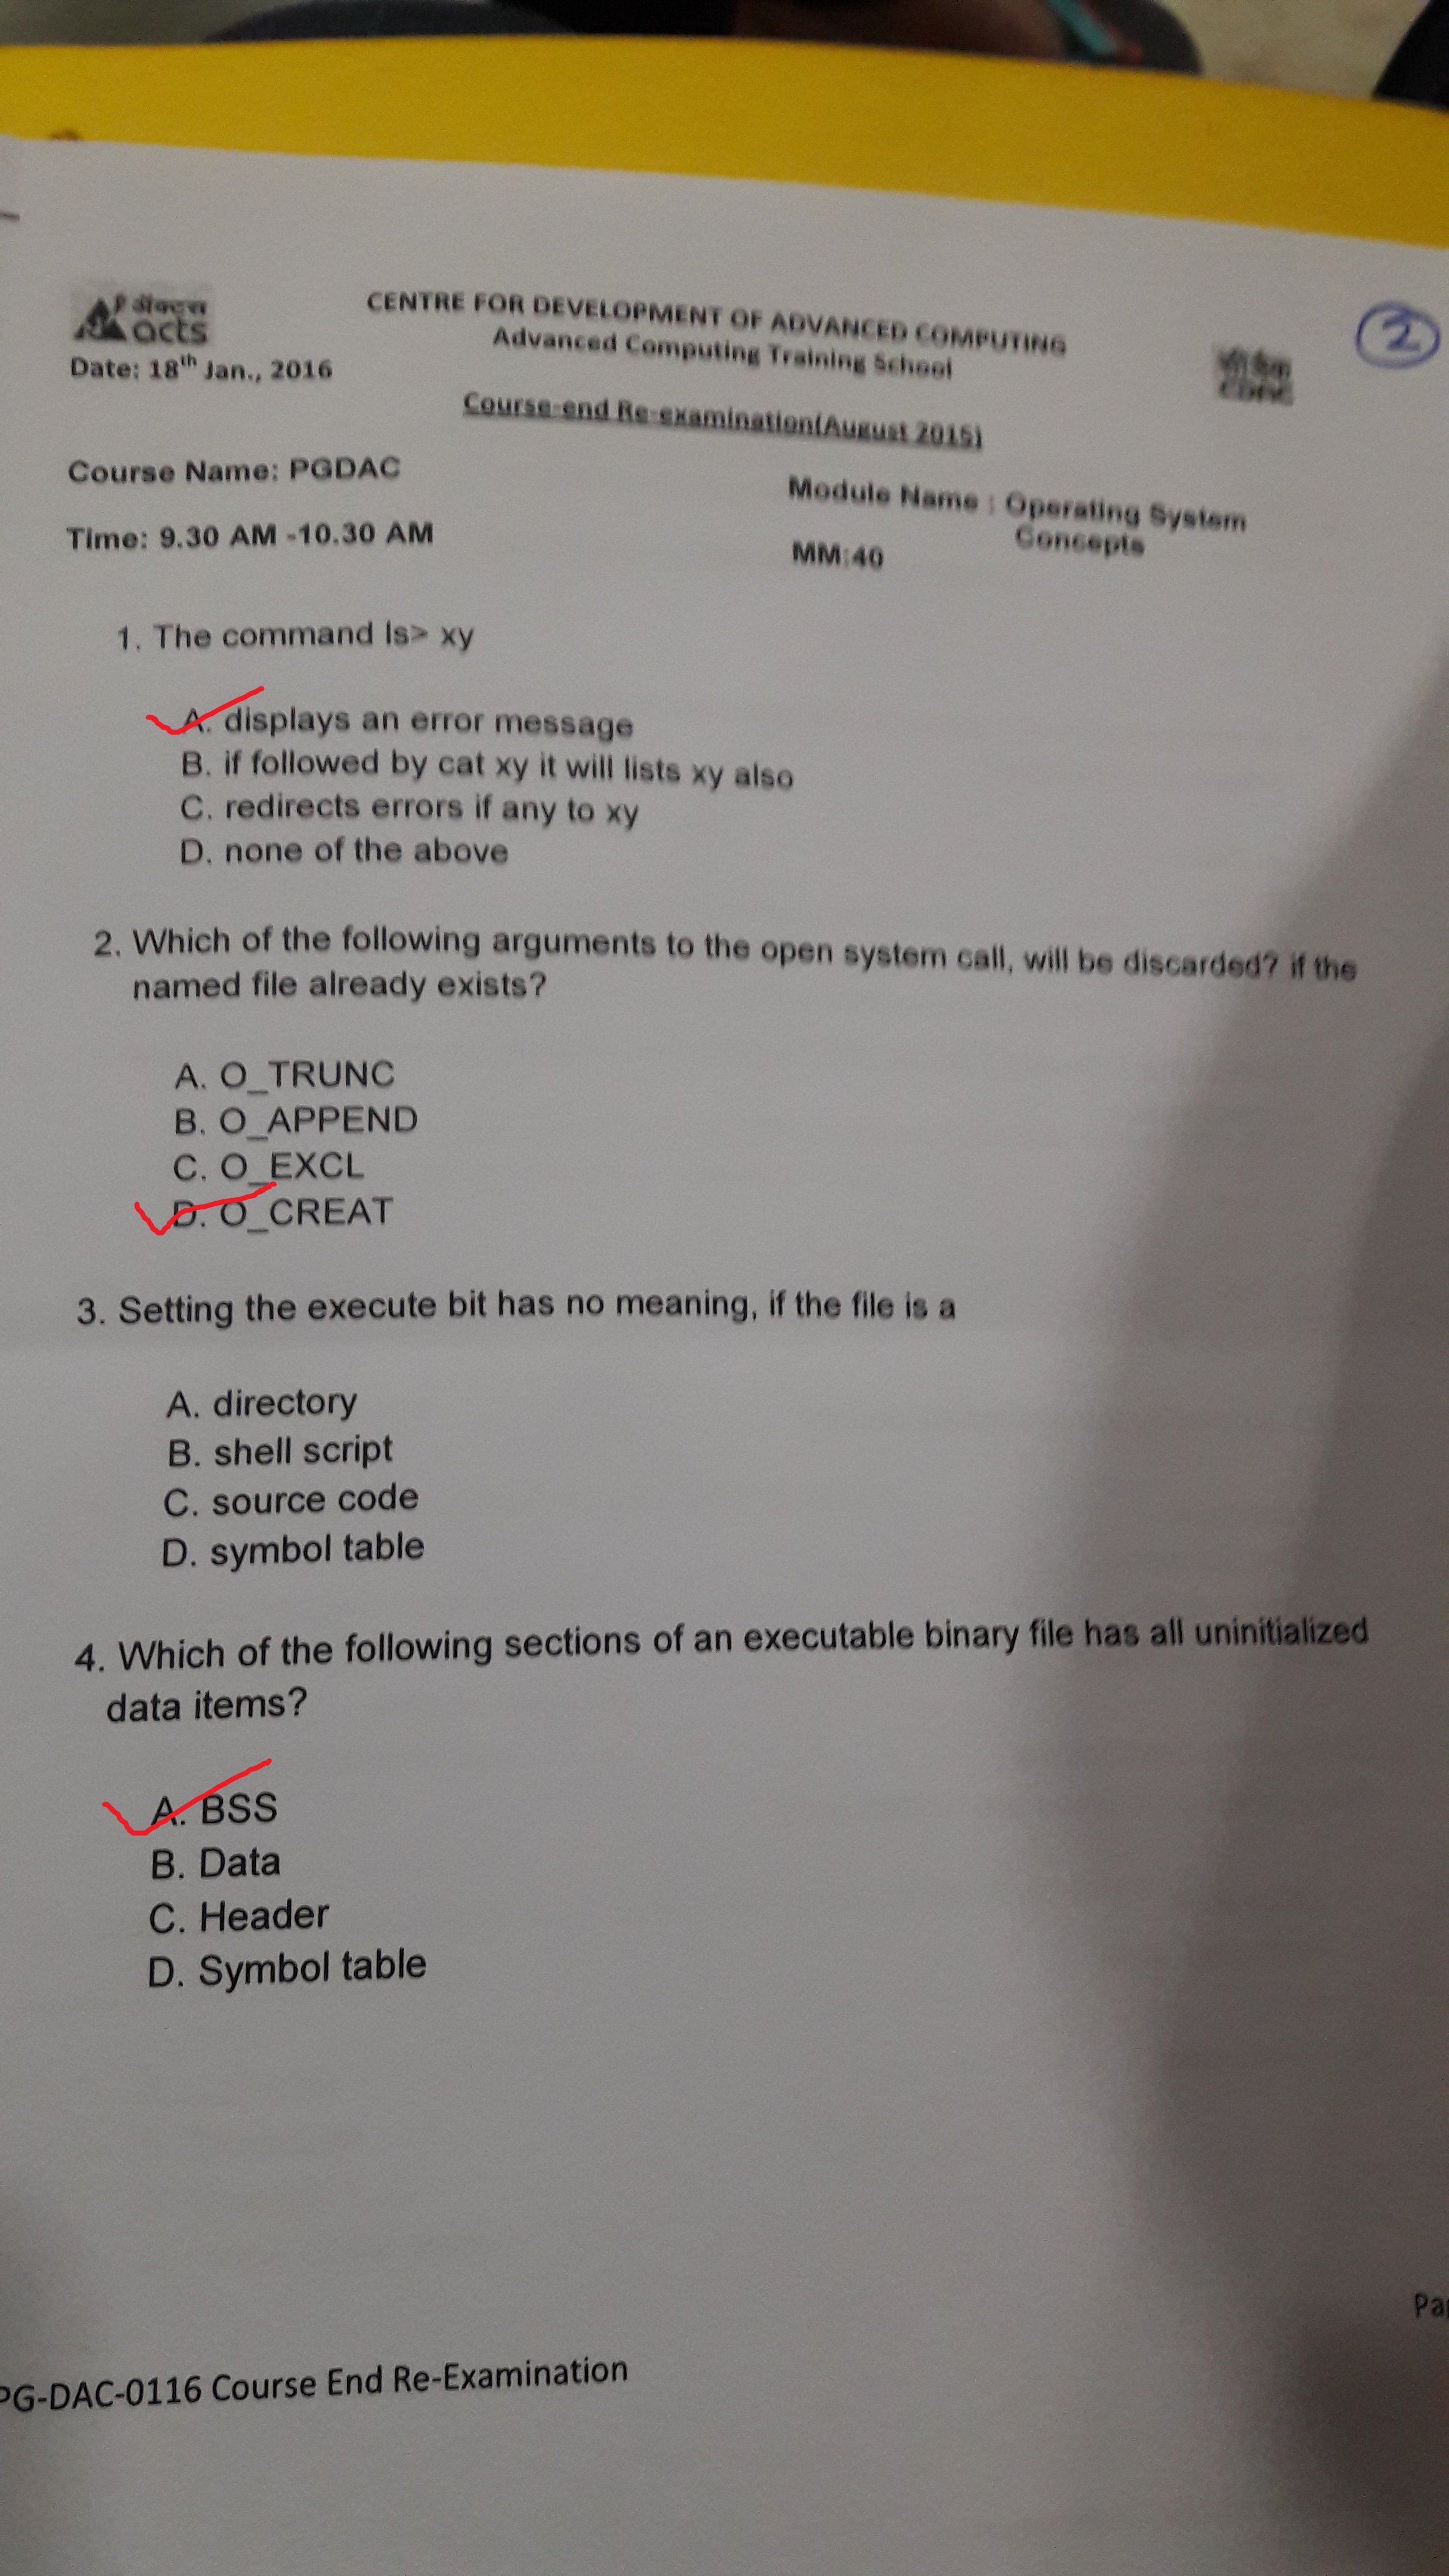 ऍक्टस
acts
CENTRE FOR DEVELOPMENT OF ADVANCED COMPUTING
Advanced Computing Training School
2
Date: 18th Jan., 2016
सी डैक
CDAC
Course-end Re-examination(August 2015)
Course Name: PGDAC
Module Name : Operating System
Concepts
Time: 9.30 AM -10.30 AM
MM:40
1. The command ls> xy
A. displays an error message
B. if followed by cat xy it will lists xy also
C. redirects errors if any to xy
D. none of the above
2. Which of the following arguments to the open system call, will be discarded? if the
named file already exists?
A. O_TRUNC
B. O_APPEND
C. O_EXCL
D. O_CREAT
3. Setting the execute bit has no meaning, if the file is a
A. directory
B. shell script
C. source code
D. symbol table
4. Which of the following sections of an executable binary file has all uninitialized
data items?
A. BSS
B. Data
C. Header
D. Symbol table
PG-DAC-0116 Course End Re-Examination